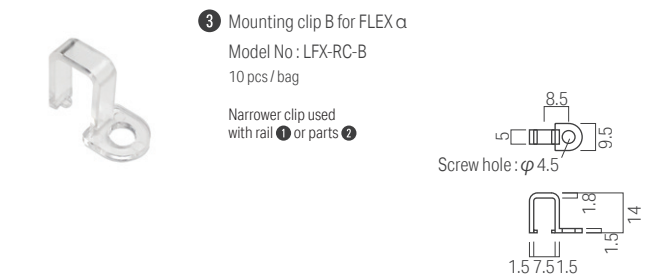 3 Mounting clip B for FLEX α
Model No : LFX-RC-B
10 pcs / bag
Narrower clip used
with rail 1 or parts 2
8.5
5
9.5
Screw hole : φ 4.5
1.8
14
1.5
1.5 7.5 1.5